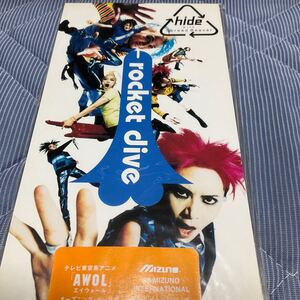 hide
with
Spread Beaver
rocket dive
テレビ東京系アニメ
AWOL
エイウォール
MIZUNO
MIZUNO
INTERNATIONAL